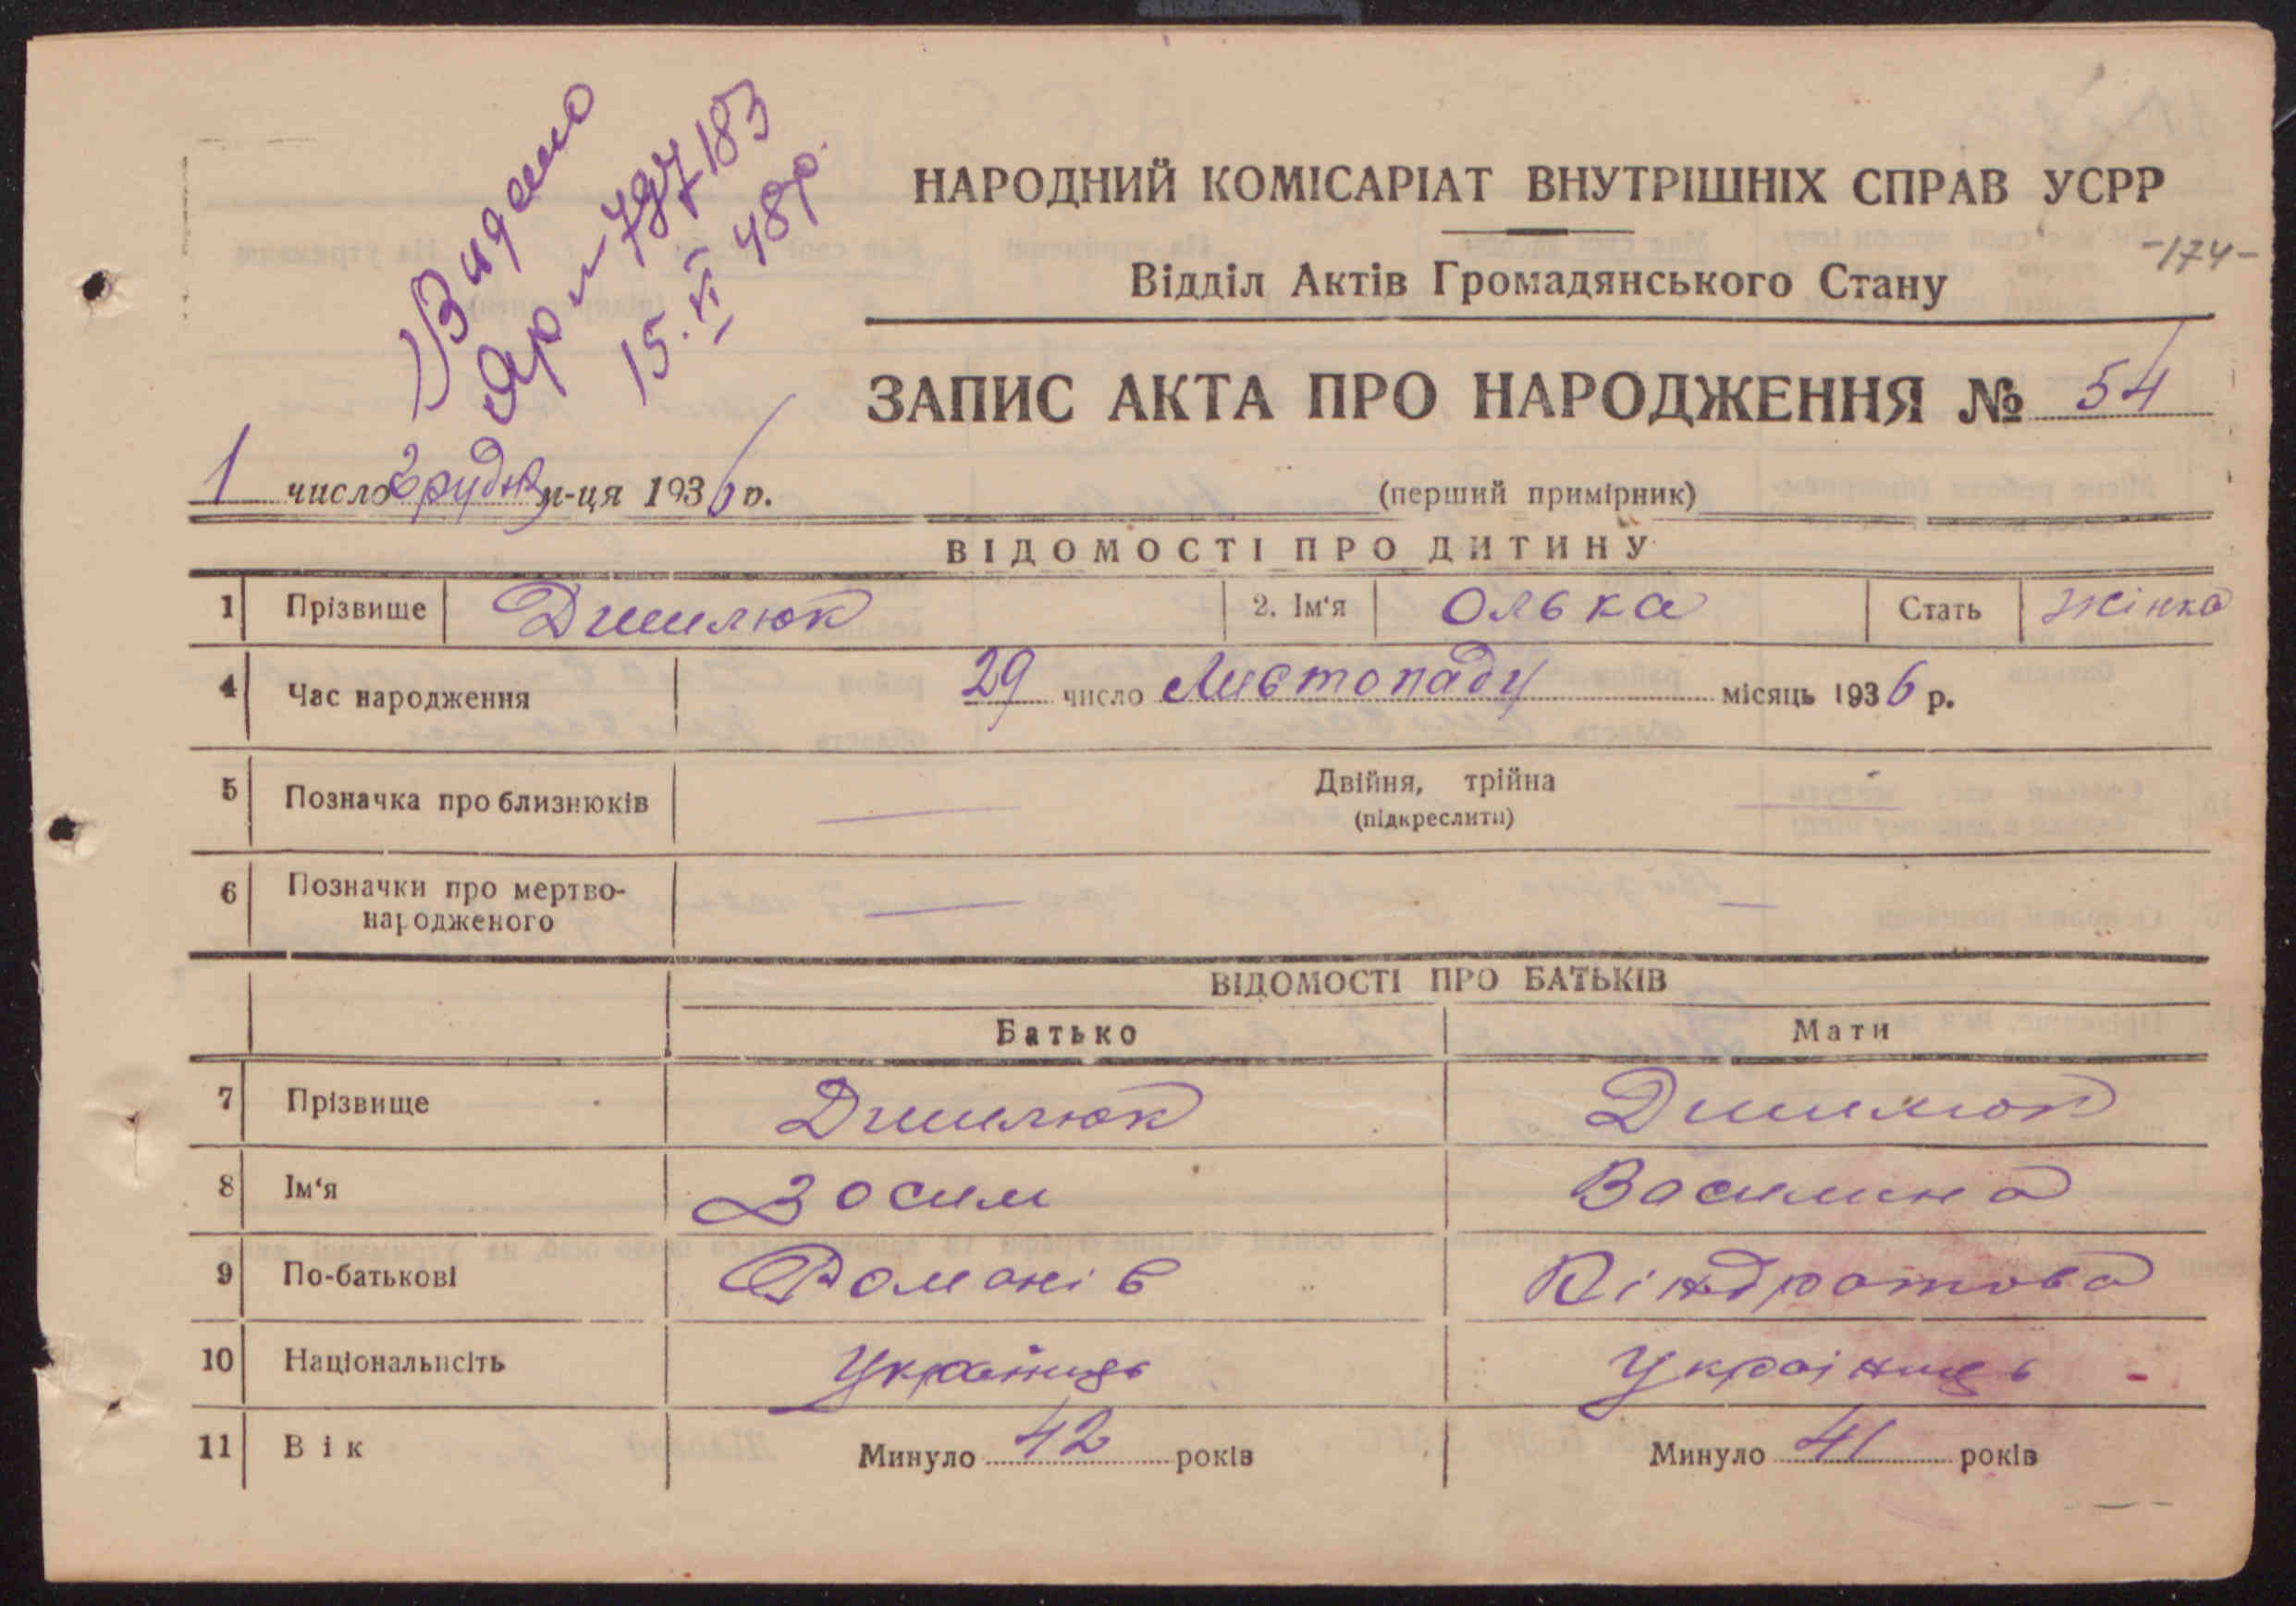 Видано
ЯР № 797183
15.VI 48р.
НАРОДНИЙ КОМІСАРІАТ ВНУТРІШНІХ СПРАВ УСРР
-174-
Відділ Актів Громадянського Стану
ЗАПИС АКТА ПРО НАРОДЖЕННЯ № 54
1 число Грудня м-ця 1936 р.
(перший примірник)
ВІДОМОСТІ ПРО ДИТИНУ
1 Прізвище Дишлюк 2. Ім'я Олька Стать жінка
4 Час народження 29 число Листопаду місяць 1936 р.
5 Позначка про близнюків — Двійня, трійна —
(підкреслити)
6 Позначки про мертво-
народженого — —
ВІДОМОСТІ ПРО БАТЬКІВ
Батько Мати
7 Прізвище Дишлюк Дишлюк
8 Ім'я Зосим Василина
9 По-батькові Романів Кіндратова
10 Національність Українець Українець -
11 Вік Минуло 42 років Минуло 41 років